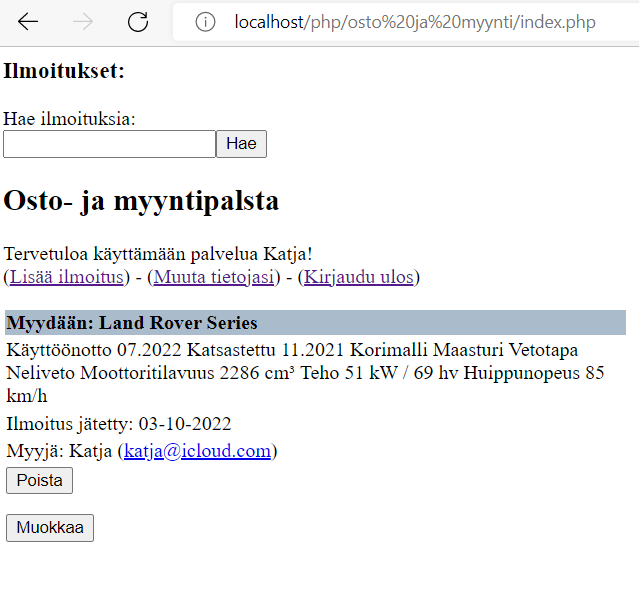 localhost/php/osto%20ja%20myynti/index.php
Ilmoitukset:
Hae ilmoituksia:
Hae
Osto- ja myyntipalsta
Tervetuloa käyttämään palvelua Katja!
(Lisää ilmoitus) - (Muuta tietojasi) - (Kirjaudu ulos)
Myydään: Land Rover Series
Käyttöönotto 07.2022 Katsastettu 11.2021 Korimalli Maasturi Vetotapa
Neliveto Moottoritilavuus 2286 cm³ Teho 51 kW / 69 hv Huippunopeus 85
km/h
Ilmoitus jätetty: 03-10-2022
Myyjä: Katja (katja@icloud.com)
Poista
Muokkaa